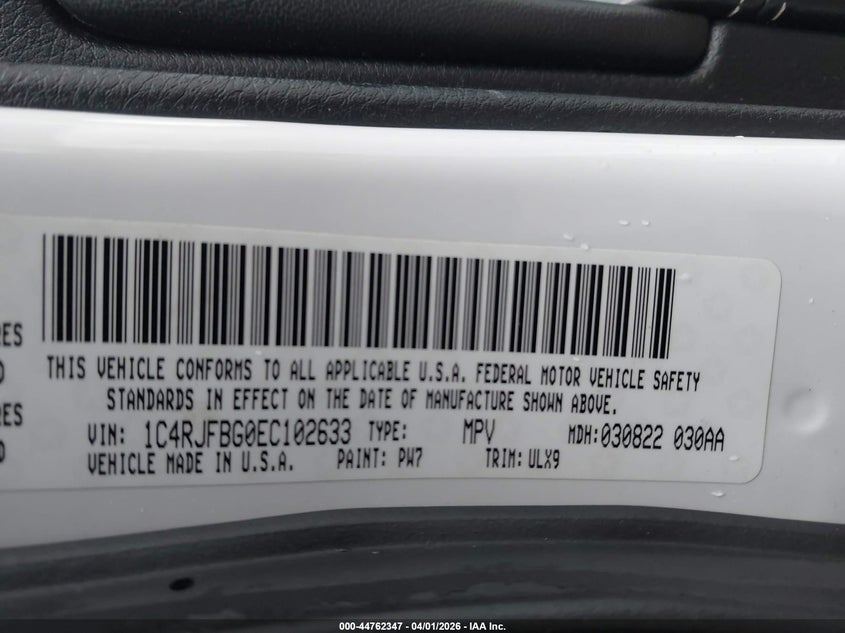 RES
THIS VEHICLE CONFORMS TO ALL APPLICABLE U.S.A. FEDERAL MOTOR VEHICLE SAFETY
STANDARDS IN EFFECT ON THE DATE OF MANUFACTURE SHOWN ABOVE.
RES
VIN: 1C4RJFBG0EC102633 TYPE: MPV MDH:030822 030AA
VEHICLE MADE IN U.S.A. PAINT: PW7 TRIM: ULX9
000-44762347 - 04/01/2026 - IAA Inc.